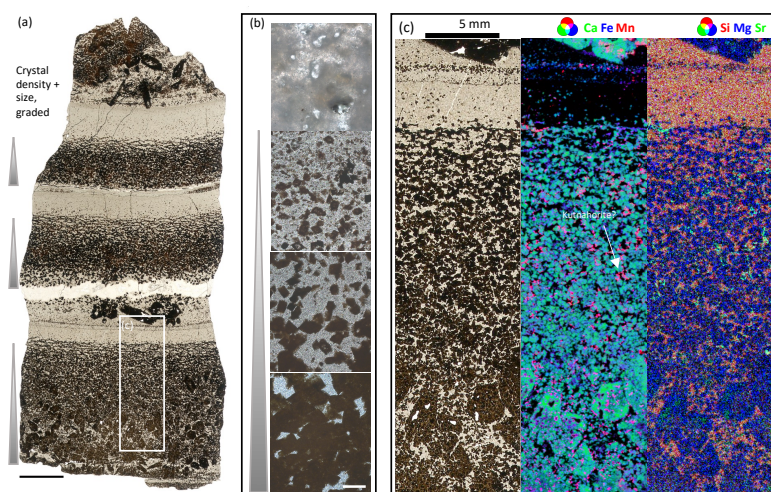 (a)
Crystal
density +
size,
graded
(b)
(c)
5 mm
Ca Fe Mn
Si Mg Sr
Kutnahorite?